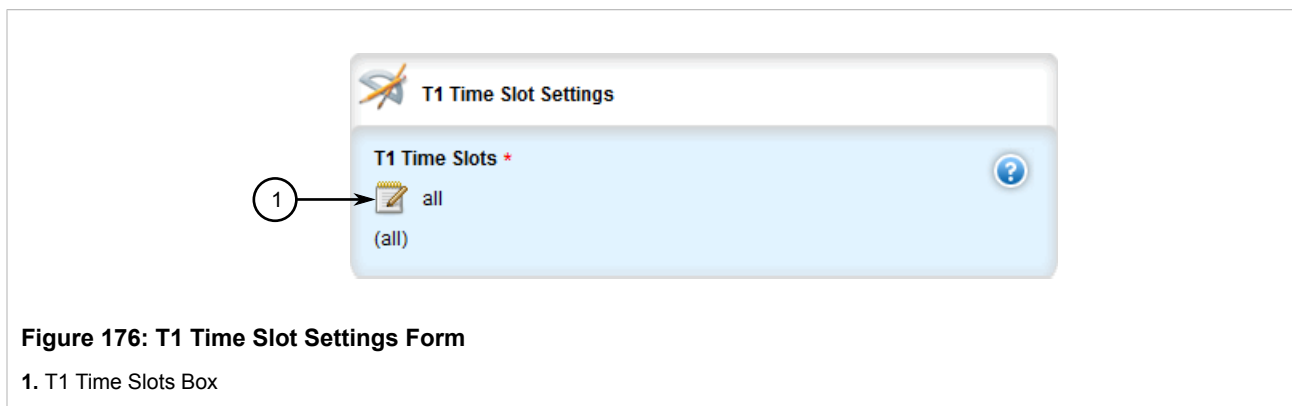 T1 Time Slot Settings
T1 Time Slots *
1
all
(all)
Figure 176: T1 Time Slot Settings Form
1. T1 Time Slots Box